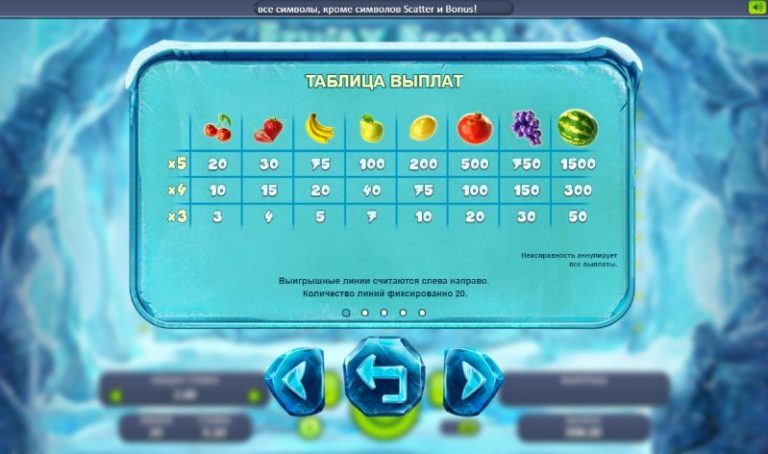 все символы, кроме символов Scatter и Bonus!
ТАБЛИЦА ВЫПЛАТ
x5 20 30 75 100 200 500 750 1500
x4 10 15 20 40 75 100 150 300
x3 3 4 5 7 10 20 30 50
Неисправность аннулирует
все выплаты.
Выигрышные линии считаются слева направо.
Количество линий фиксированно 20.